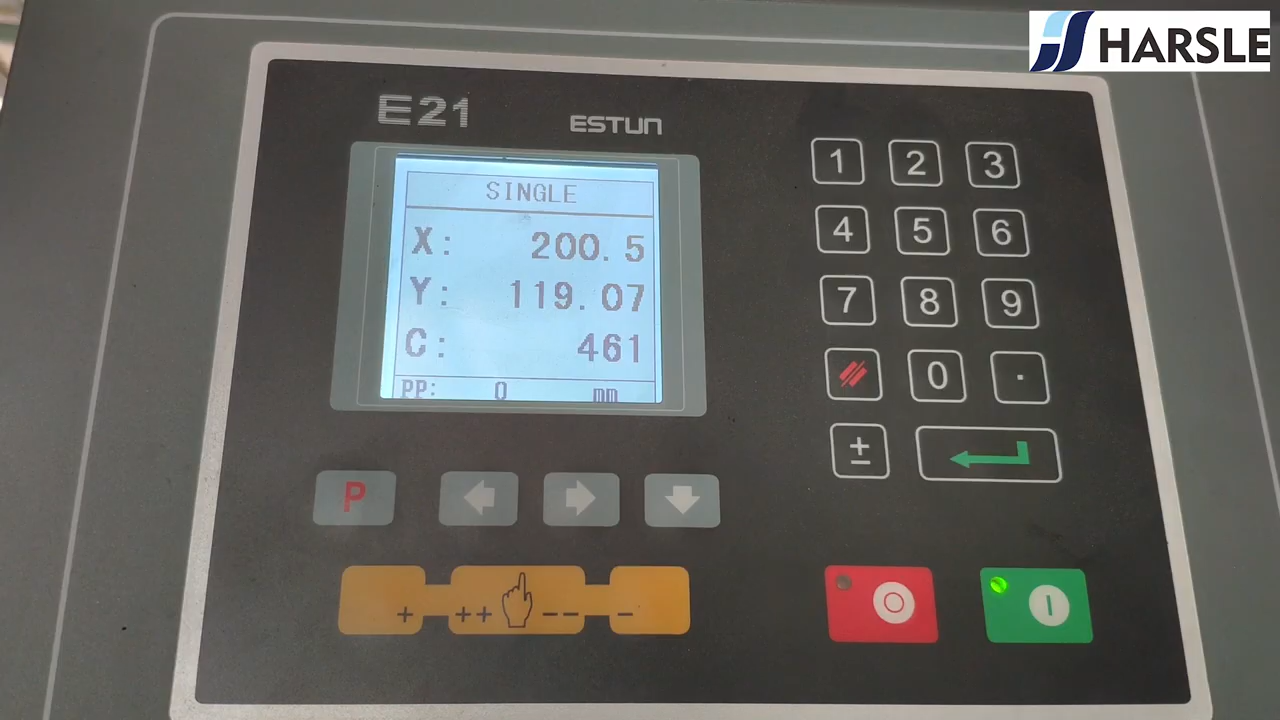 HARSLE
E21
ESTUN
SINGLE
X: 200.5
Y: 119.07
C: 461
PP: 0 mm
1 2 3
4 5 6
7 8 9
0 .
±
P
+ ++ -- -